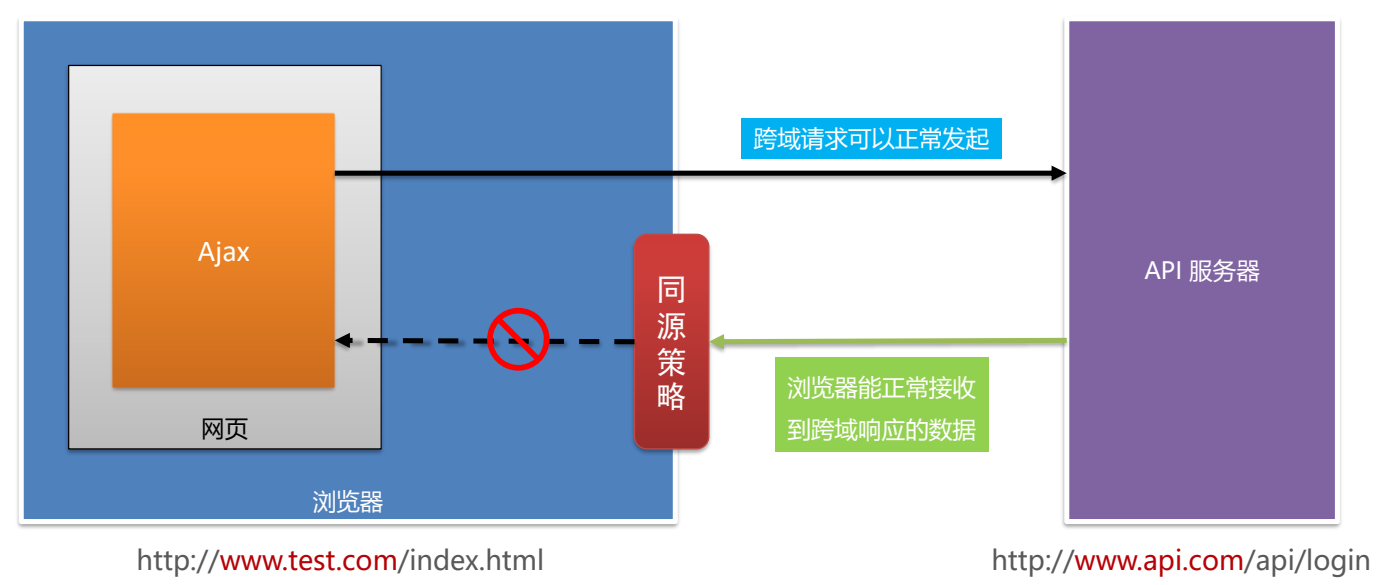 跨域请求可以正常发起
Ajax
API 服务器
同
源
策
略
浏览器能正常接收
到跨域响应的数据
网页
浏览器
http://www.test.com/index.html
http://www.api.com/api/login